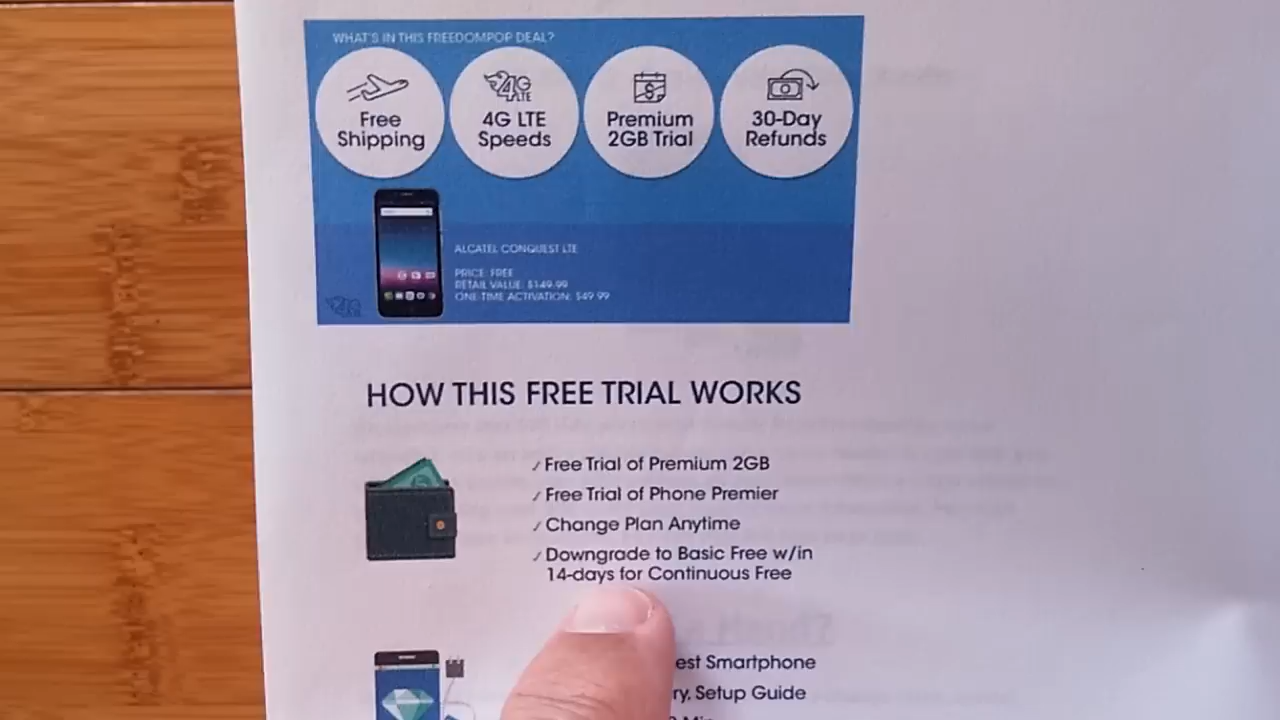 WHAT'S IN THIS FREEDOMPOP DEAL?
Free
Shipping
4G
LTE
4G LTE
Speeds
Premium
2GB Trial
30-Day
Refunds
ALCATEL CONQUEST LTE
PRICE: FREE
RETAIL VALUE: $149.99
ONE-TIME ACTIVATION: $49.99
HOW THIS FREE TRIAL WORKS
✓ Free Trial of Premium 2GB
✓ Free Trial of Phone Premier
✓ Change Plan Anytime
✓ Downgrade to Basic Free w/in
14-days for Continuous Free
est Smartphone
ry, Setup Guide